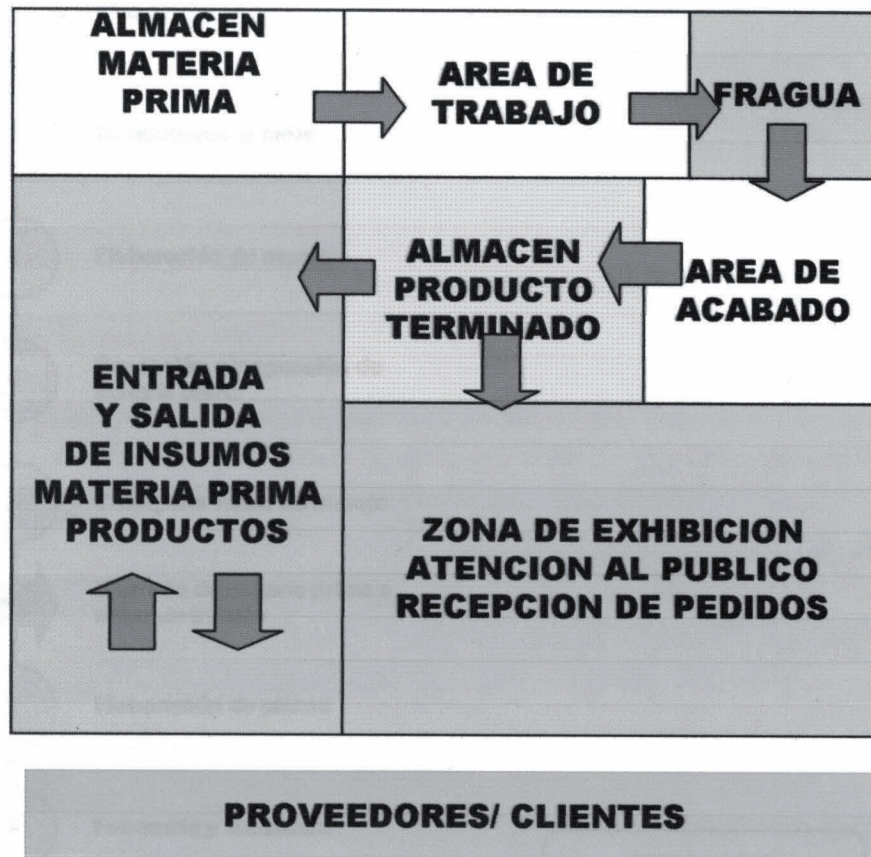 ALMACEN
MATERIA
PRIMA
AREA DE
TRABAJO
FRAGUA
ALMACEN
PRODUCTO
TERMINADO
AREA DE
ACABADO
ENTRADA
Y SALIDA
DE INSUMOS
MATERIA PRIMA
PRODUCTOS
ZONA DE EXHIBICION
ATENCION AL PUBLICO
RECEPCION DE PEDIDOS
PROVEEDORES/ CLIENTES